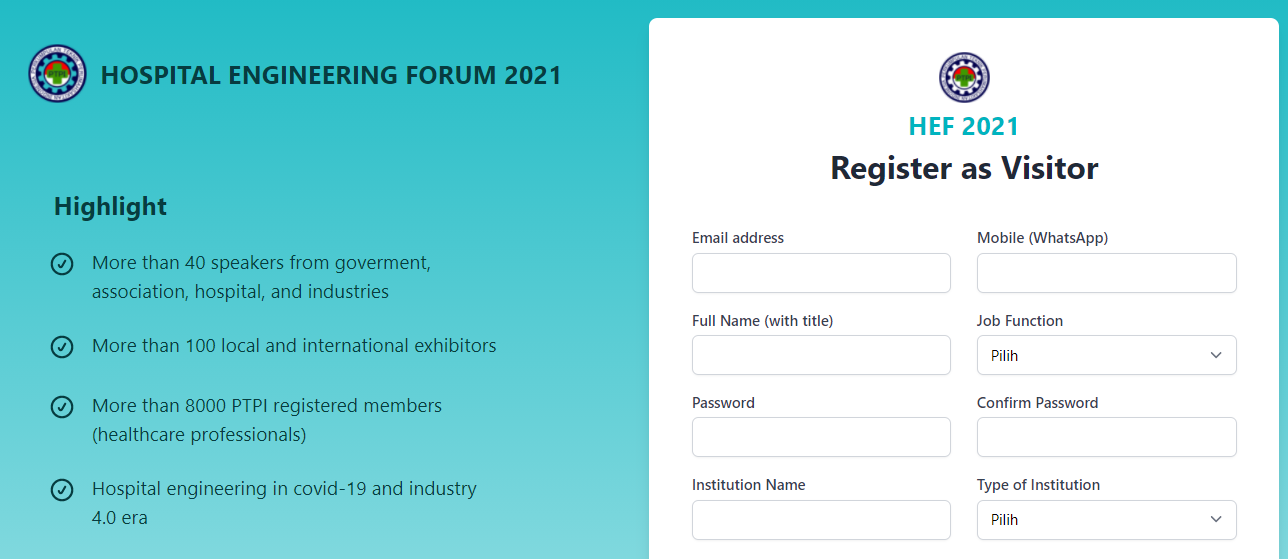 HOSPITAL ENGINEERING FORUM 2021
Highlight
More than 40 speakers from goverment,
association, hospital, and industries
More than 100 local and international exhibitors
More than 8000 PTPI registered members
(healthcare professionals)
Hospital engineering in covid-19 and industry
4.0 era
PTPI
HEF 2021
Register as Visitor
Email address
Mobile (WhatsApp)
Full Name (with title)
Job Function
Pilih
Password
Confirm Password
Institution Name
Type of Institution
Pilih